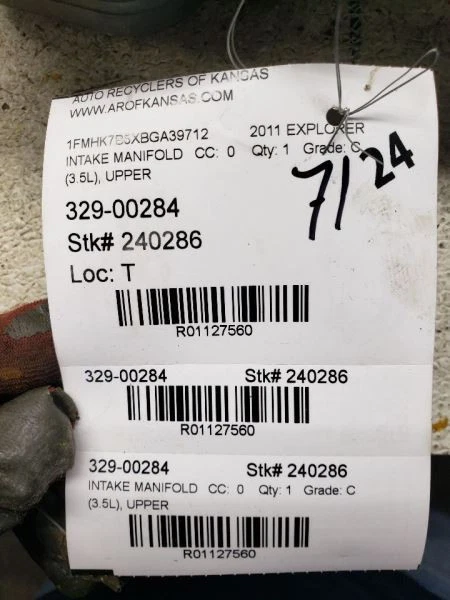 AUTO RECYCLERS OF KANSAS
WWW.AROFKANSAS.COM
1FMHK7B6XBGA39712 2011 EXPLORER
INTAKE MANIFOLD CC: 0 Qty: 1 Grade: C
(3.5L), UPPER
7/24
329-00284
Stk# 240286
Loc: T
R01127560
329-00284 Stk# 240286
R01127560
329-00284 Stk# 240286
INTAKE MANIFOLD CC: 0 Qty: 1 Grade: C
(3.5L), UPPER
R01127560